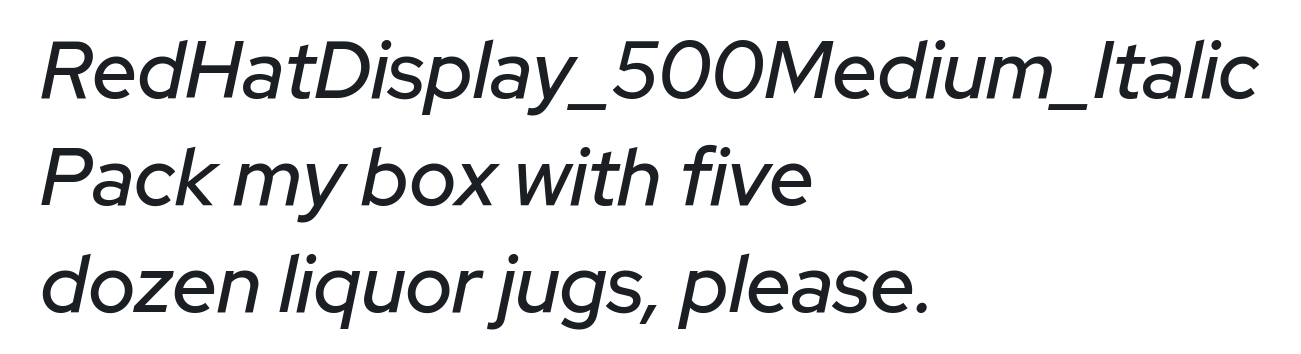 RedHatDisplay_500Medium_Italic
Pack my box with five
dozen liquor jugs, please.